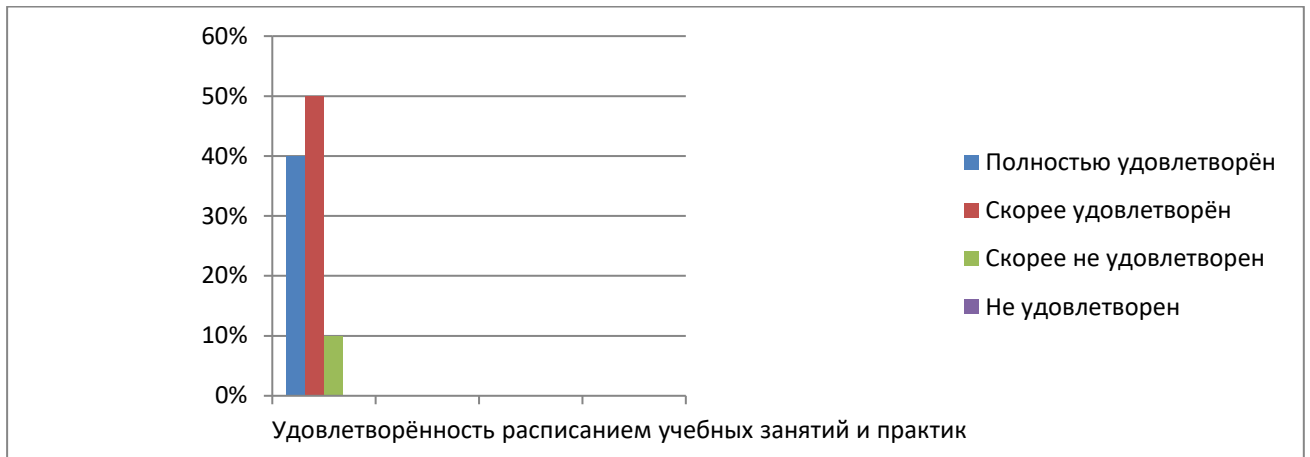 60%
50%
40%
30%
20%
10%
0%
Удовлетворённость расписанием учебных занятий и практик
Полностью удовлетворён
Скорее удовлетворён
Скорее не удовлетворен
Не удовлетворен